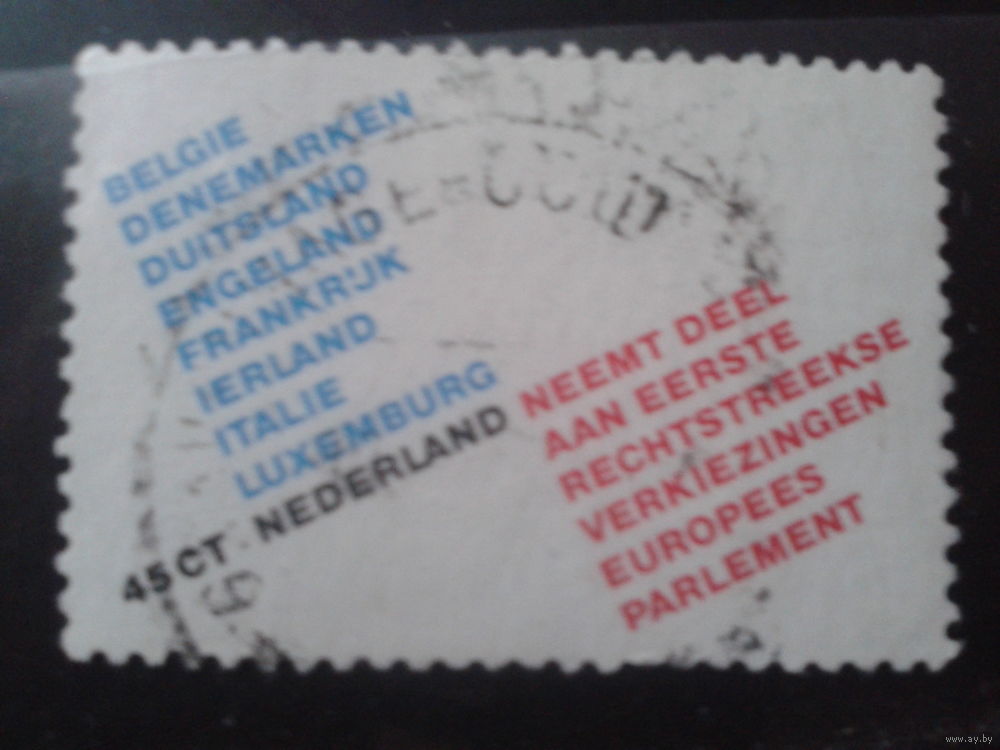 BELGIE
DENEMARKEN
DUITSLAND
ENGELAND
FRANKRIJK
IERLAND
ITALIE
LUXEMBURG
45 CT NEDERLAND NEEMT DEEL
AAN EERSTE
RECHTSTREEKSE
VERKIEZINGEN
EUROPEES
PARLEMENT
www.ay.by